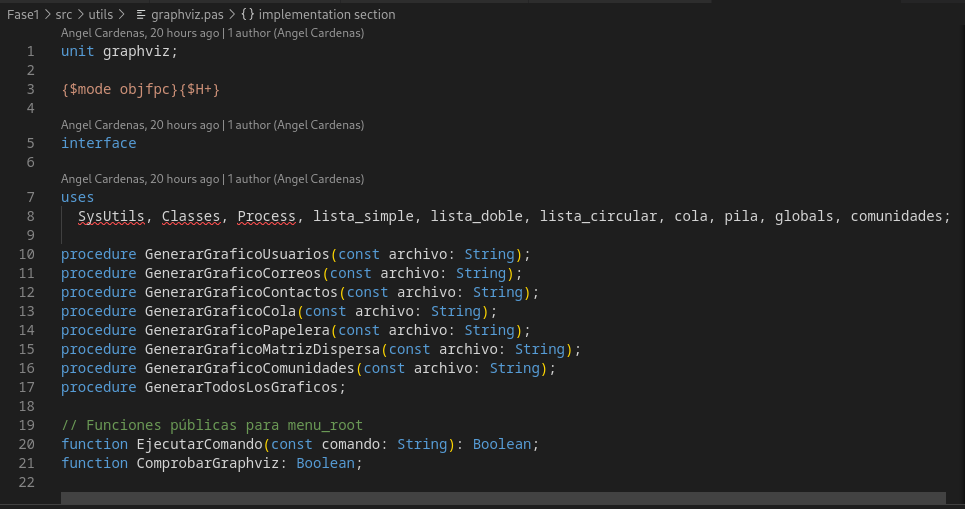 Fase1 > src > utils > graphviz.pas > {} implementation section
Angel Cardenas, 20 hours ago | 1 author (Angel Cardenas)
1 unit graphviz;
2
3 {$mode objfpc}{$H+}
4
Angel Cardenas, 20 hours ago | 1 author (Angel Cardenas)
5 interface
6
Angel Cardenas, 20 hours ago | 1 author (Angel Cardenas)
7 uses
8 SysUtils, Classes, Process, lista_simple, lista_doble, lista_circular, cola, pila, globals, comunidades;
9
10 procedure GenerarGraficoUsuarios(const archivo: String);
11 procedure GenerarGraficoCorreos(const archivo: String);
12 procedure GenerarGraficoContactos(const archivo: String);
13 procedure GenerarGraficoCola(const archivo: String);
14 procedure GenerarGraficoPapelera(const archivo: String);
15 procedure GenerarGraficoMatrizDispersa(const archivo: String);
16 procedure GenerarGraficoComunidades(const archivo: String);
17 procedure GenerarTodosLosGraficos;
18
19 // Funciones públicas para menu_root
20 function EjecutarComando(const comando: String): Boolean;
21 function ComprobarGraphviz: Boolean;
22